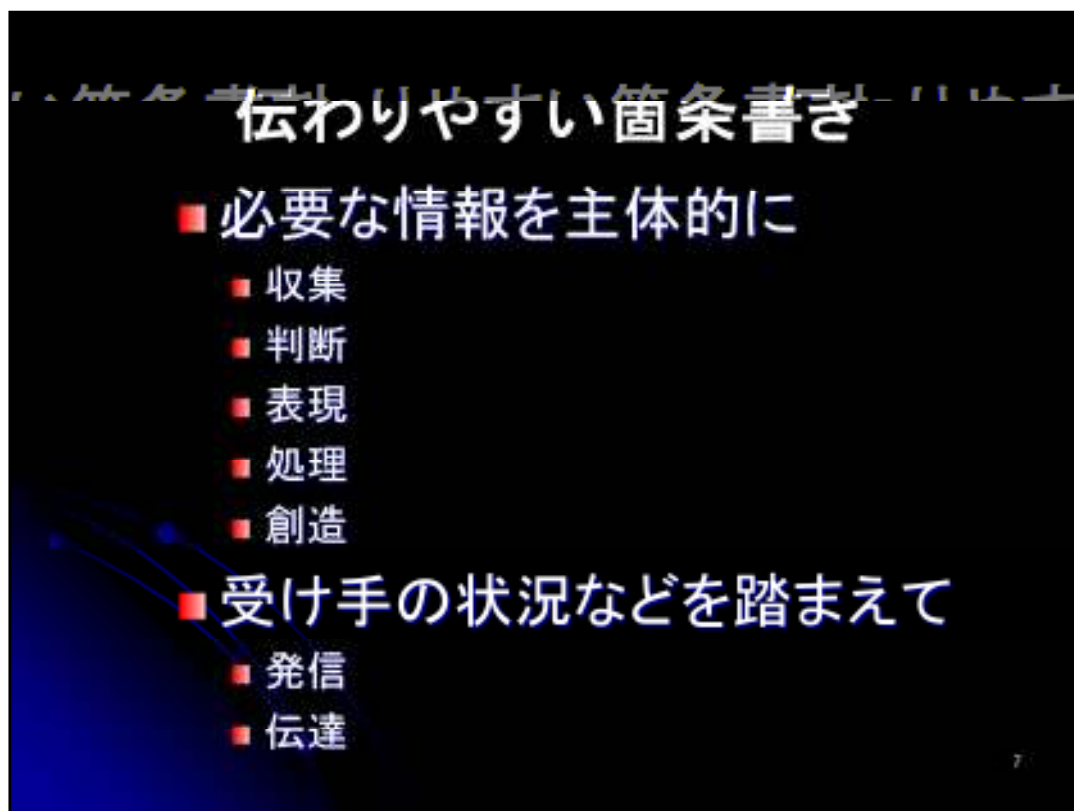 伝わりやすい箇条書き
必要な情報を主体的に
収集
判断
表現
処理
創造
受け手の状況などを踏まえて
発信
伝達
7